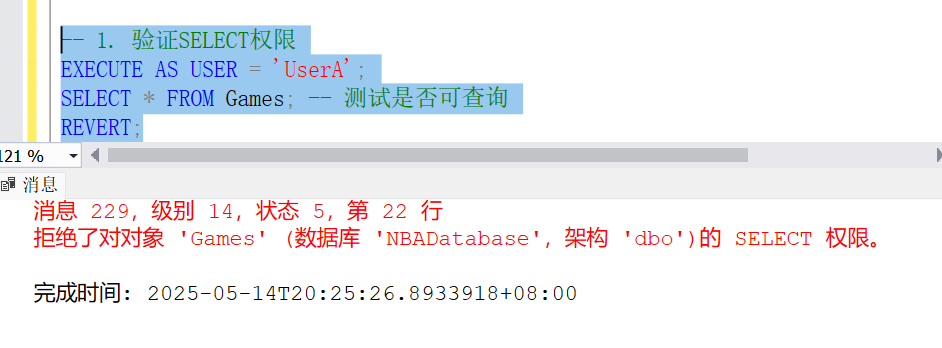 -- 1. 验证SELECT权限
EXECUTE AS USER = 'UserA';
SELECT * FROM Games; -- 测试是否可查询
REVERT;
121 %
消息
消息 229，级别 14，状态 5，第 22 行
拒绝了对对象 'Games' (数据库 'NBADatabase'，架构 'dbo')的 SELECT 权限。
完成时间: 2025-05-14T20:25:26.8933918+08:00